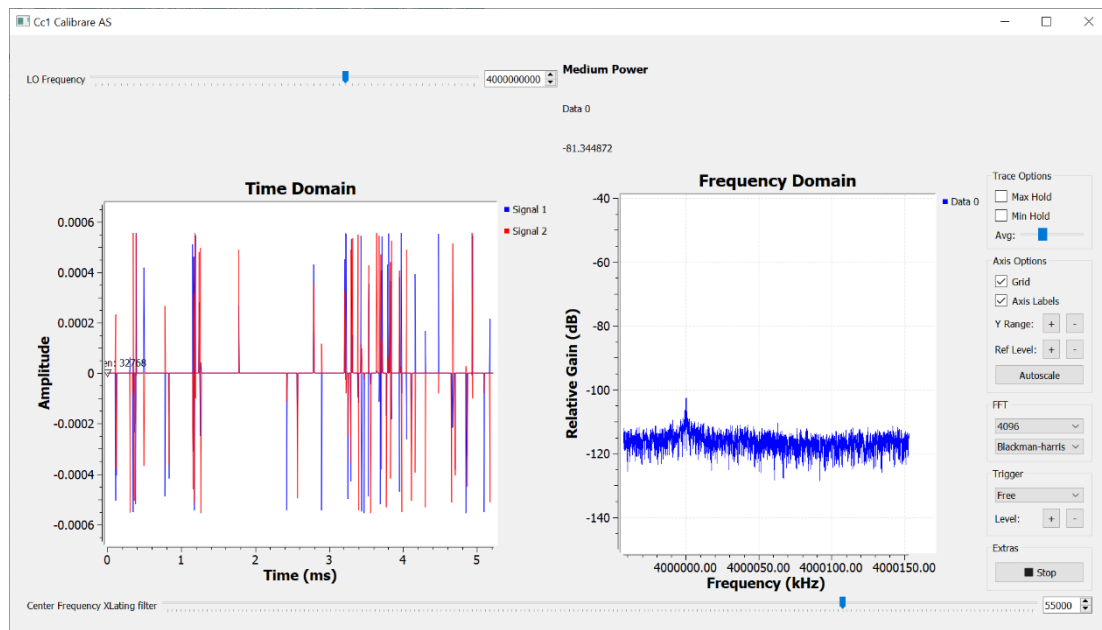 Cc1 Calibrare AS
LO Frequency
4000000000
Medium Power
Data 0
-81.344872
Time Domain
Signal 1
Signal 2
0.0006
0.0004
0.0002
0
-0.0002
-0.0004
-0.0006
en: 32768
Amplitude
0 1 2 3 4 5
Time (ms)
Frequency Domain
Data 0
-40
-60
-80
-100
-120
-140
Relative Gain (dB)
4000000.00 4000050.00 4000100.00 4000150.00
Frequency (kHz)
Trace Options
Max Hold
Min Hold
Avg:
Axis Options
Grid
Axis Labels
Y Range: + -
Ref Level: + -
Autoscale
FFT
4096
Blackman-harris
Trigger
Free
Level: + -
Extras
Stop
Center Frequency XLating filter
55000